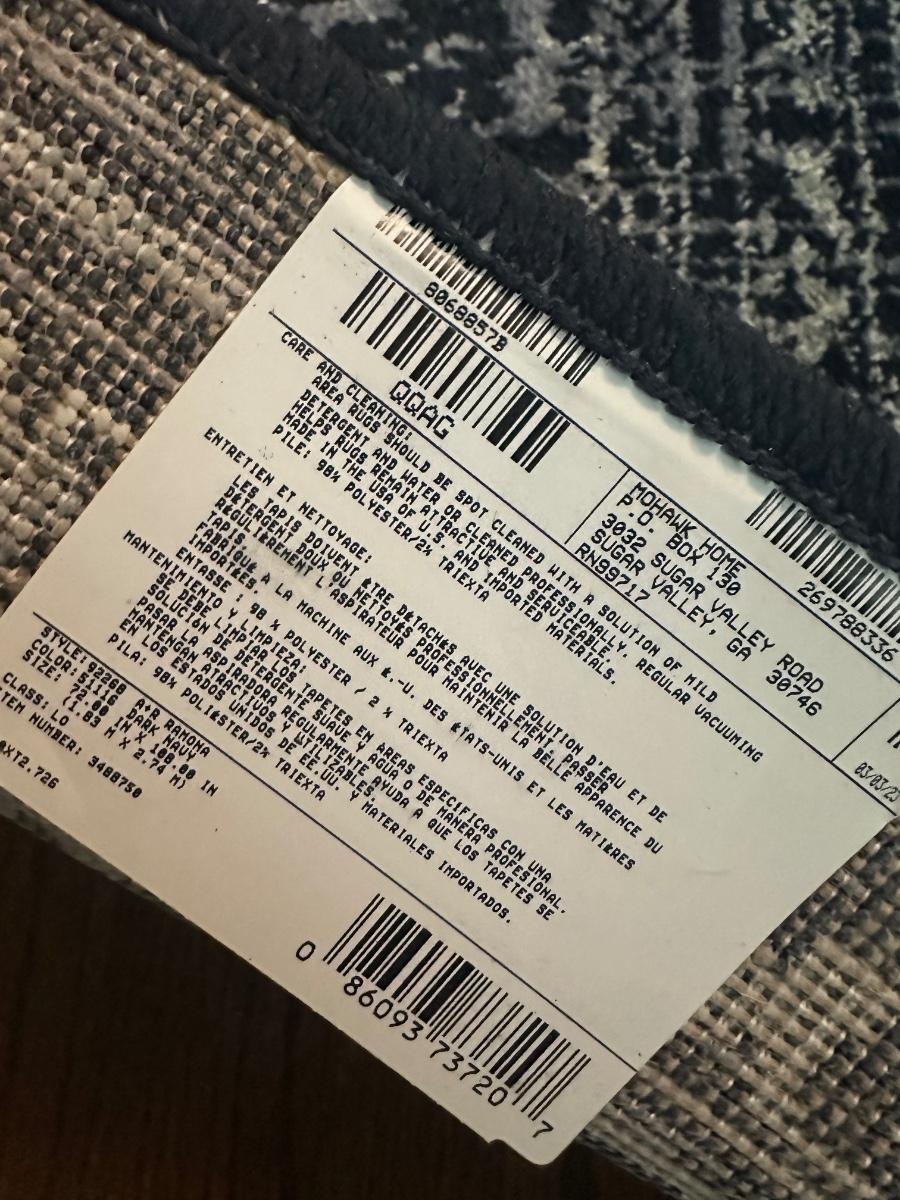 8068857B
QQAG
MOHAWK HOME
P.O. BOX 130
3032 SUGAR VALLEY ROAD
SUGAR VALLEY, GA 30746
RN99717
269788336
03/03/23
CARE AND CLEANING:
AREA RUGS SHOULD BE SPOT CLEANED WITH A SOLUTION OF MILD
DETERGENT AND WATER OR CLEANED PROFESSIONALLY. REGULAR VACUUMING
HELPS RUGS REMAIN ATTRACTIVE AND SERVICEABLE.
MADE IN THE USA OF U.S. AND IMPORTED MATERIALS.
PILE: 98% POLYESTER/2% TRIEXTA
ENTRETIEN ET NETTOYAGE:
LES TAPIS DOIVENT ÊTRE DÉTACHÉS AVEC UNE SOLUTION D'EAU ET DE
DÉTERGENT DOUX OU NETTOYÉS PROFESSIONNELLEMENT. PASSER
RÉGULIÈREMENT L'ASPIRATEUR POUR MAINTENIR LA BELLE APPARENCE DU
TAPIS.
FABRIQUÉ À LA MACHINE AUX É.-U. DES ÉTATS-UNIS ET LES MATIÈRES
IMPORTÉES.
ENTASSE : 98 % POLYESTER / 2 % TRIEXTA
MANTENIMIENTO Y LIMPIEZA:
SE DEBE LIMPIAR LOS TAPETES EN AREAS ESPECIFICAS CON UNA
SOLUCIÓN DE DETERGENTE SUAVE Y AGUA O DE MANERA PROFESIONAL.
PASAR LA ASPIRADORA REGULARMENTE AYUDA A QUE LOS TAPETES SE
MANTENGAN ATRACTIVOS Y UTILIZABLES.
LOS ESTADOS UNIDOS DE EE.UU. Y MATERIALES IMPORTADOS.
PILA: 98% POLIESTER/2% TRIEXTA
STYLE: A+R RAMONA
COLOR: DARK NAVY
SIZE: 72.00 IN X 108.00 IN
(1.83 M X 2.74 M)
CLASS: LO
TEM NUMBER: 3488750
0 86093 73720 7